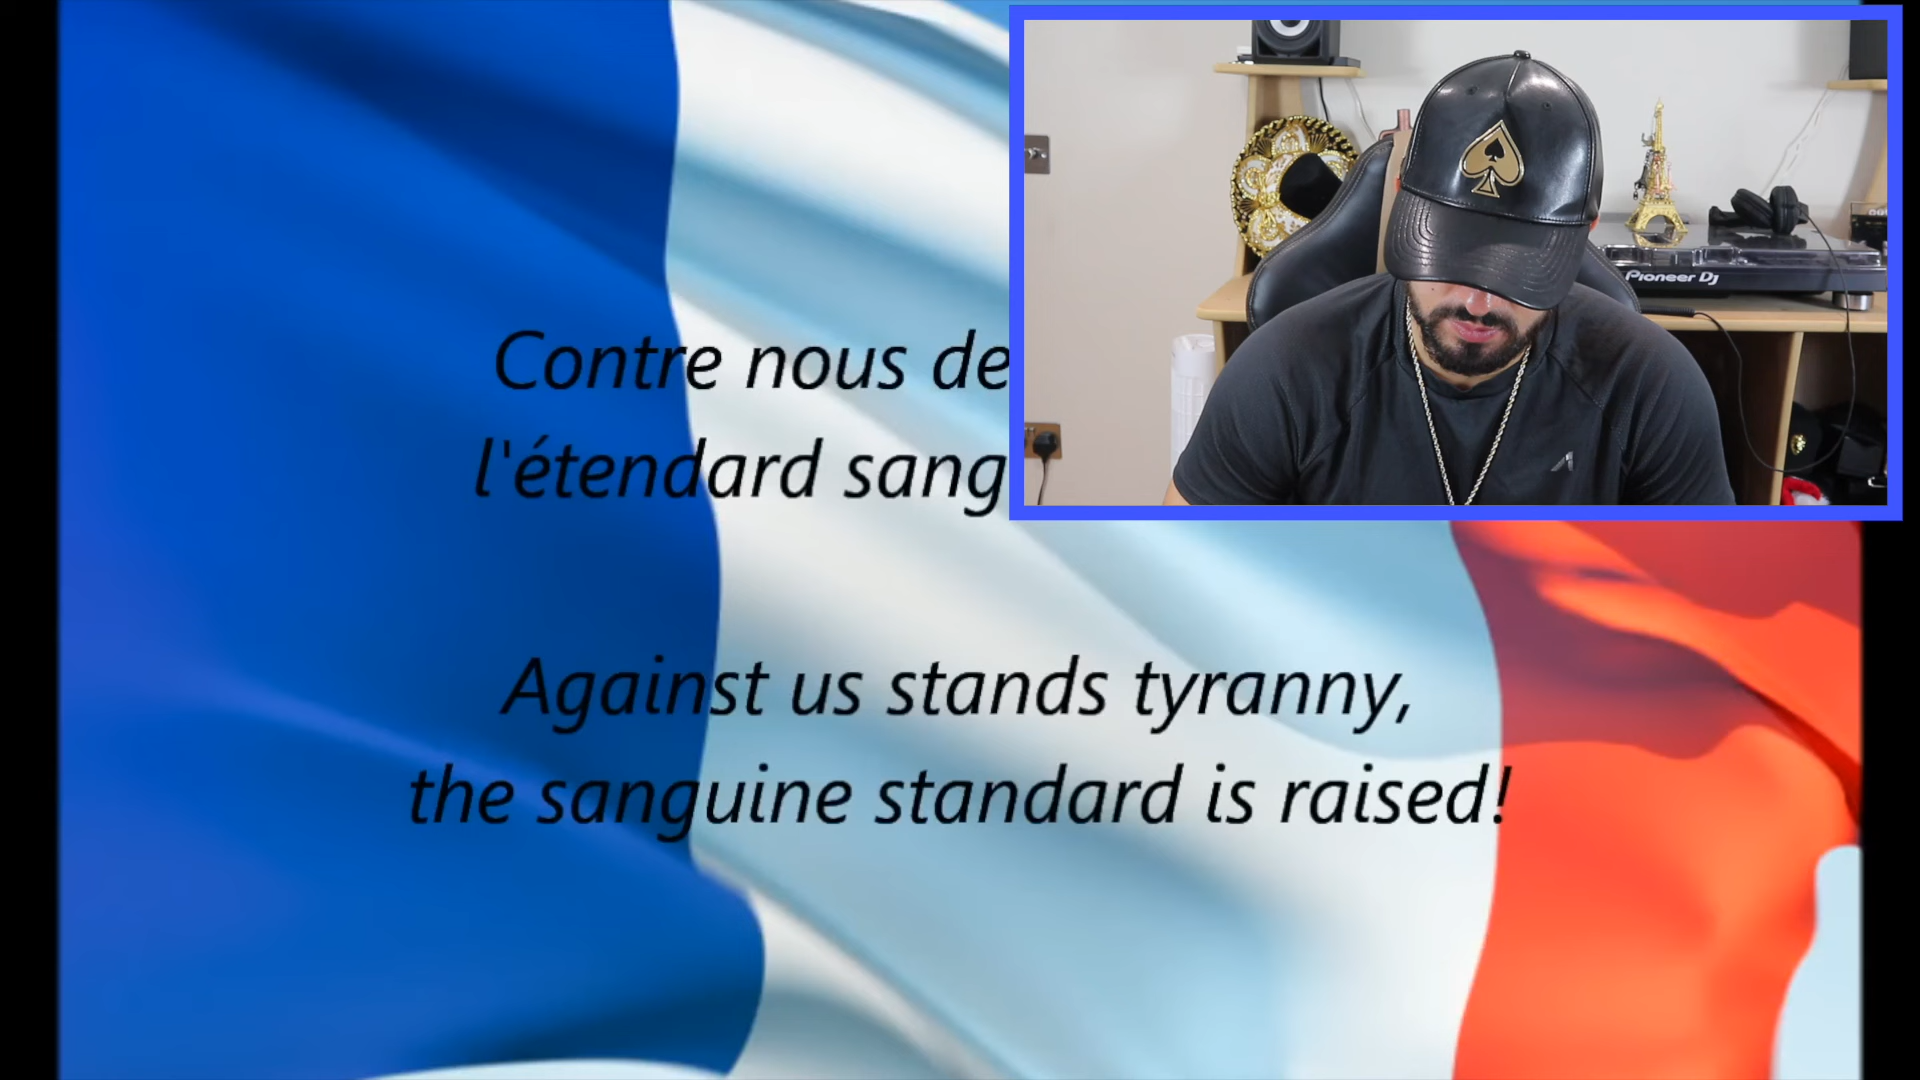 Contre nous de
l'étendard sang
Against us stands tyranny,
the sanguine standard is raised!
Pioneer Dj